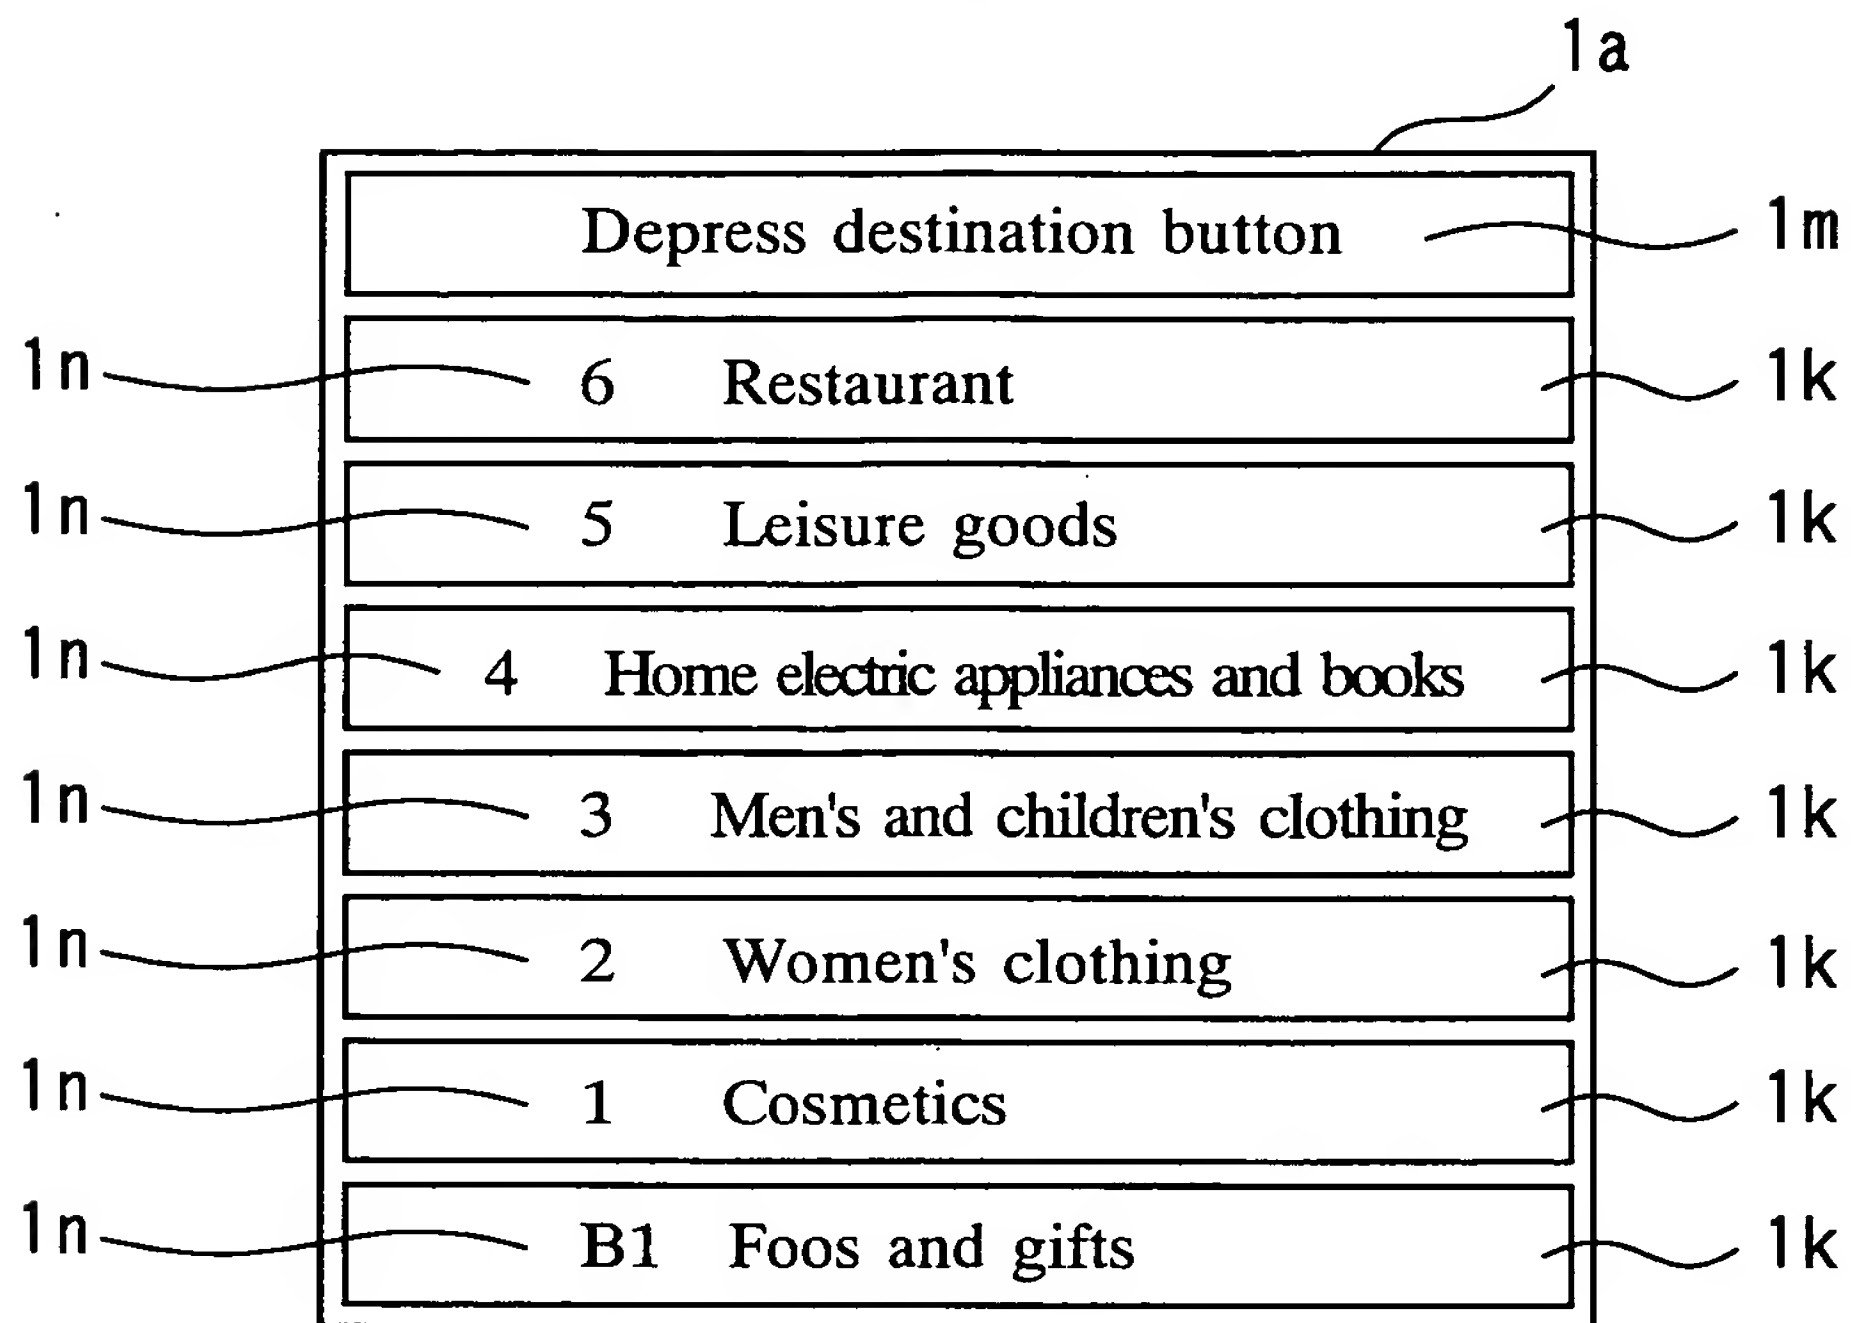 1a
Depress destination button 1m
1n 6 Restaurant 1k
1n 5 Leisure goods 1k
1n 4 Home electric appliances and books 1k
1n 3 Men's and children's clothing 1k
1n 2 Women's clothing 1k
1n 1 Cosmetics 1k
1n B1 Foos and gifts 1k